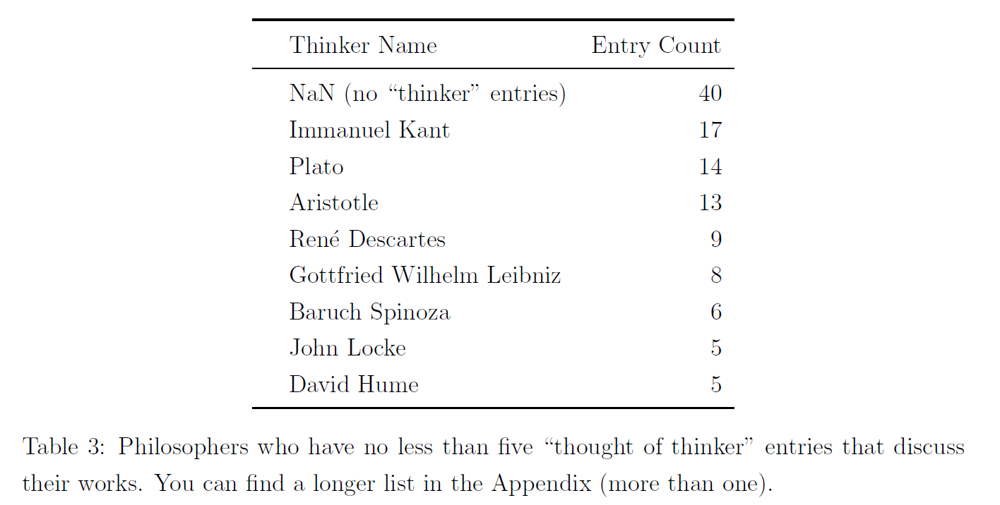 Thinker Name Entry Count
NaN (no “thinker” entries) 40
Immanuel Kant 17
Plato 14
Aristotle 13
René Descartes 9
Gottfried Wilhelm Leibniz 8
Baruch Spinoza 6
John Locke 5
David Hume 5
Table 3: Philosophers who have no less than five “thought of thinker” entries that discuss
their works. You can find a longer list in the Appendix (more than one).